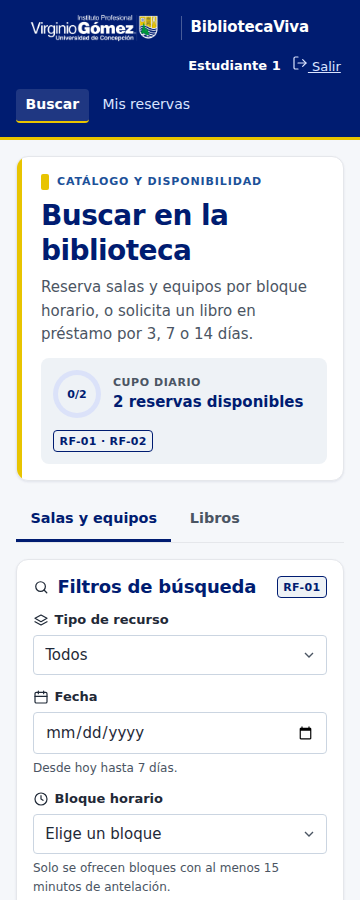 Instituto Profesional
VirginioGómez
Universidad de Concepción
BibliotecaViva
Estudiante 1
Salir
Buscar
Mis reservas
CATÁLOGO Y DISPONIBILIDAD
Buscar en la
biblioteca
Reserva salas y equipos por bloque
horario, o solicita un libro en
préstamo por 3, 7 o 14 días.
0/2
CUPO DIARIO
2 reservas disponibles
RF-01 · RF-02
Salas y equipos
Libros
Filtros de búsqueda
RF-01
Tipo de recurso
Todos
Fecha
mm/dd/yyyy
Desde hoy hasta 7 días.
Bloque horario
Elige un bloque
Solo se ofrecen bloques con al menos 15
minutos de antelación.